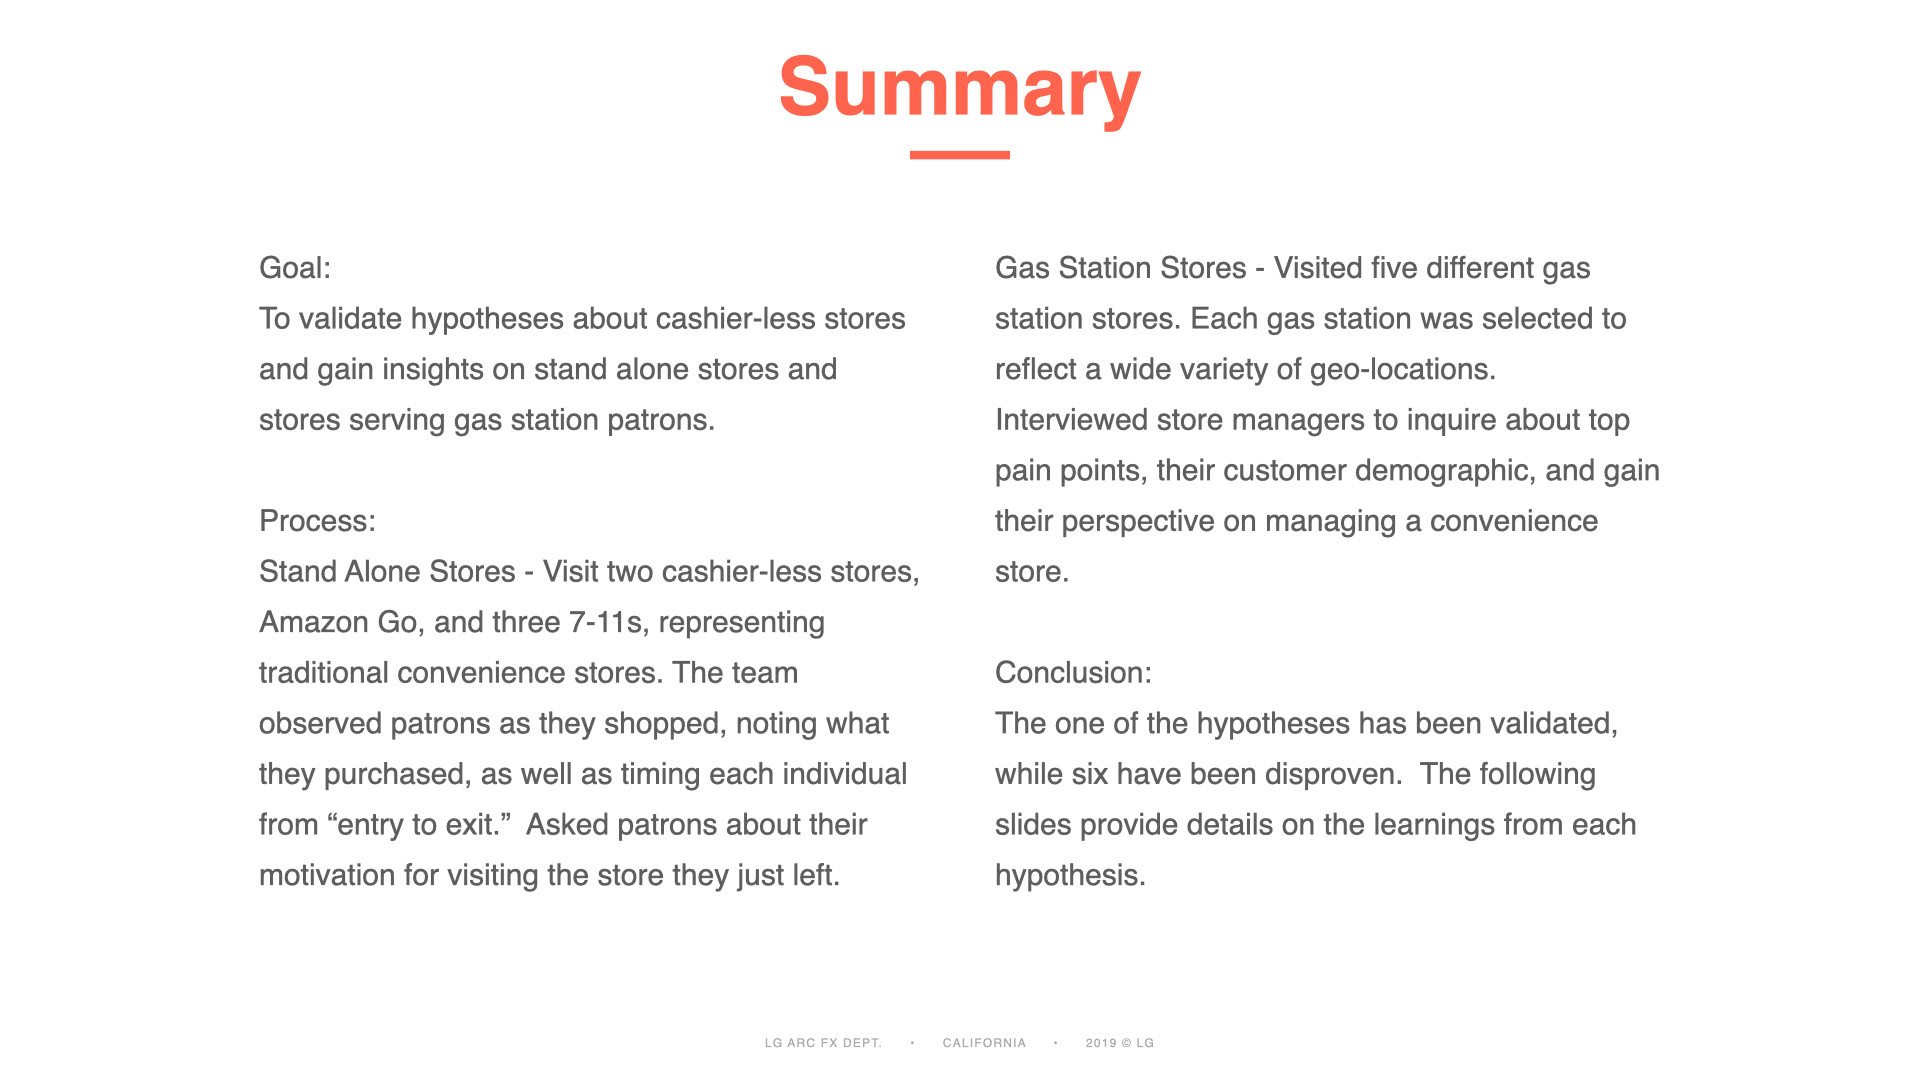 Summary
Goal:
To validate hypotheses about cashier-less stores
and gain insights on stand alone stores and
stores serving gas station patrons.
Process:
Stand Alone Stores - Visit two cashier-less stores,
Amazon Go, and three 7-11s, representing
traditional convenience stores. The team
observed patrons as they shopped, noting what
they purchased, as well as timing each individual
from “entry to exit.”  Asked patrons about their
motivation for visiting the store they just left.
Gas Station Stores - Visited five different gas
station stores. Each gas station was selected to
reflect a wide variety of geo-locations.
Interviewed store managers to inquire about top
pain points, their customer demographic, and gain
their perspective on managing a convenience
store.
Conclusion:
The one of the hypotheses has been validated,
while six have been disproven.  The following
slides provide details on the learnings from each
hypothesis.
LG ARC FX DEPT. • CALIFORNIA • 2019 © LG